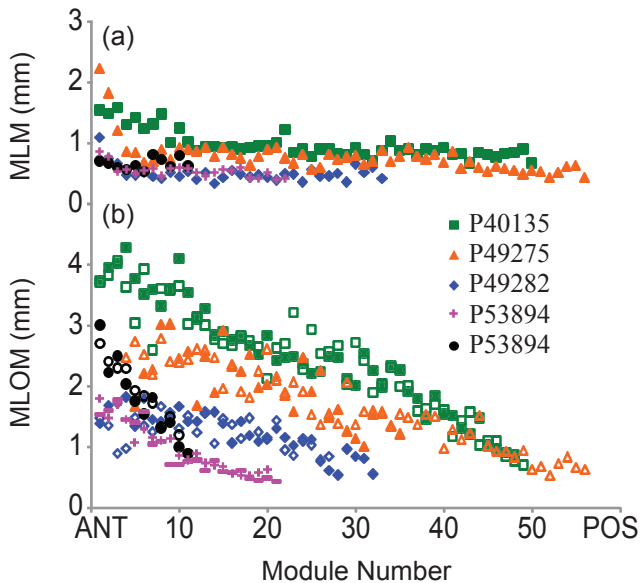 3
(a)
MLM (mm)
2
1
0
(b)
MLOM (mm)
4
3
2
1
0
P40135
P49275
P49282
P53894
P53894
ANT 10 20 30 40 50 POS
Module Number